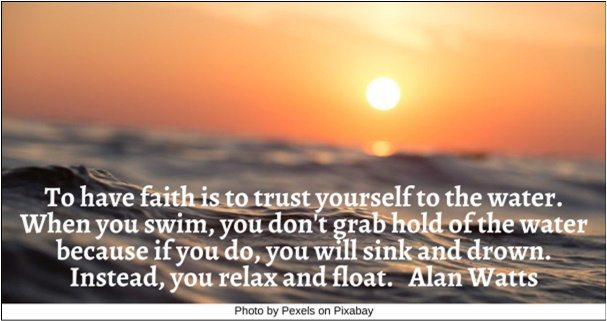 To have faith is to trust yourself to the water.
When you swim, you don't grab hold of the water
because if you do, you will sink and drown.
Instead, you relax and float. Alan Watts
Photo by Pexels on Pixabay